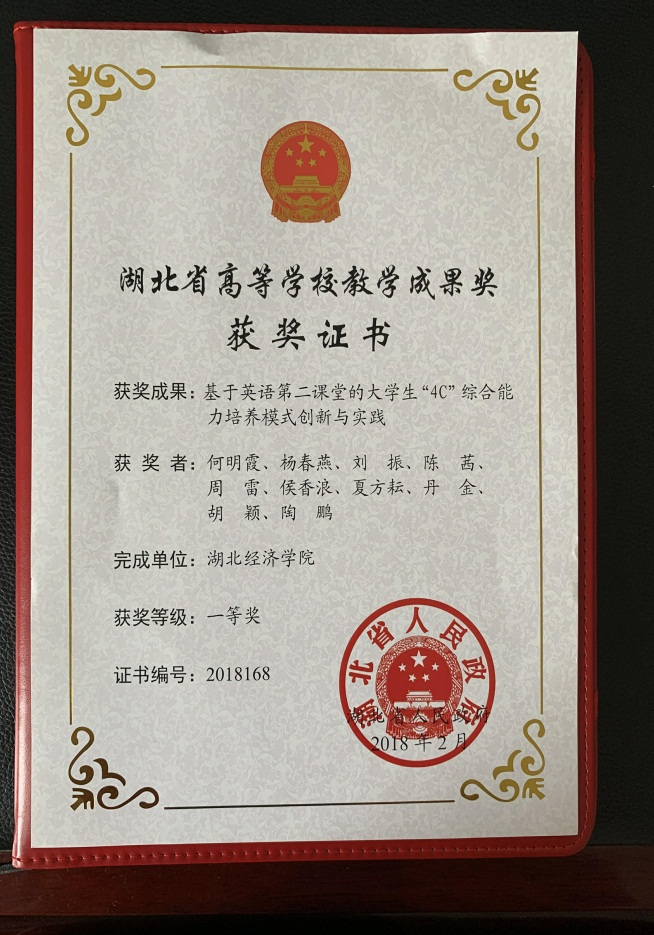 湖北省高等学校教学成果奖
获奖证书
获奖成果：基于英语第二课堂的大学生“4C”综合能
力培养模式创新与实践
获 奖 者：何明霞、杨春燕、刘　振、陈　茜、
周　雷、侯香浪、夏方耘、丹　金、
胡　颖、陶　鹏
完成单位：湖北经济学院
获奖等级：一等奖
证书编号：2018168
湖北省人民政府
湖北省人民政府
2018 年 2 月